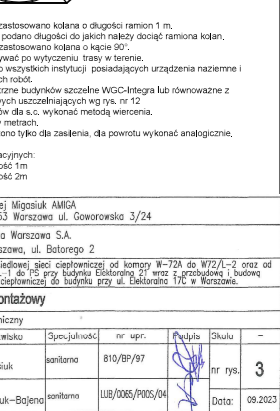 zastosowano kolana o długości ramion 1 m.
podano długości do jakich należy dociąć ramiona kolan.
zastosowano kolana o kącie 90°.
ywać po wytyczeniu trasy w terenie.
o wszystkich instytucji posiadających urządzenia naziemne i
ch robót.
trzne budynków szczelne WGC-Integra lub równoważne z
ych uszczelniających wg rys. nr 12
ów dla s.c. wykonać metodą wiercenia.
w metrach.
ono tylko dla zasilenia, dla powrotu wykonać analogicznie.
acyjnych:
ość 1m
ość 2m
ej Migasiuk AMIGA
53 Warszawa ul. Goworowska 3/24
a Warszawa S.A.
szawa, ul. Batorego 2
iedlowej sieci ciepłowniczej od komory W-72A do W72/L-2 oraz od
L-1 do PS przy budynku Elektoralna 21 wraz z przebudową i budową
ciepłowniczej do budynku przy ul. Elektoralna 17C w Warszawie.
ontażowy
niczny
wisko Specjalność nr upr. Podpis Skala -
siuk sanitarna 810/BP/97 nr rys. 3
uk-Bajena sanitarna LUB/0065/POOS/04 Data: 09.2023